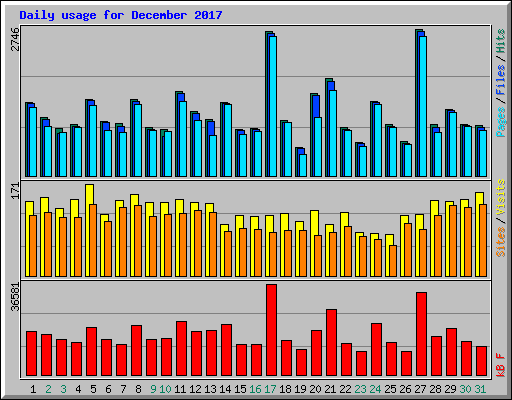 Daily usage for December 2017
2746
Pages / Files / Hits
171
Sites / Visits
36581
kB F
1 2 3 4 5 6 7 8 9 10 11 12 13 14 15 16 17 18 19 20 21 22 23 24 25 26 27 28 29 30 31